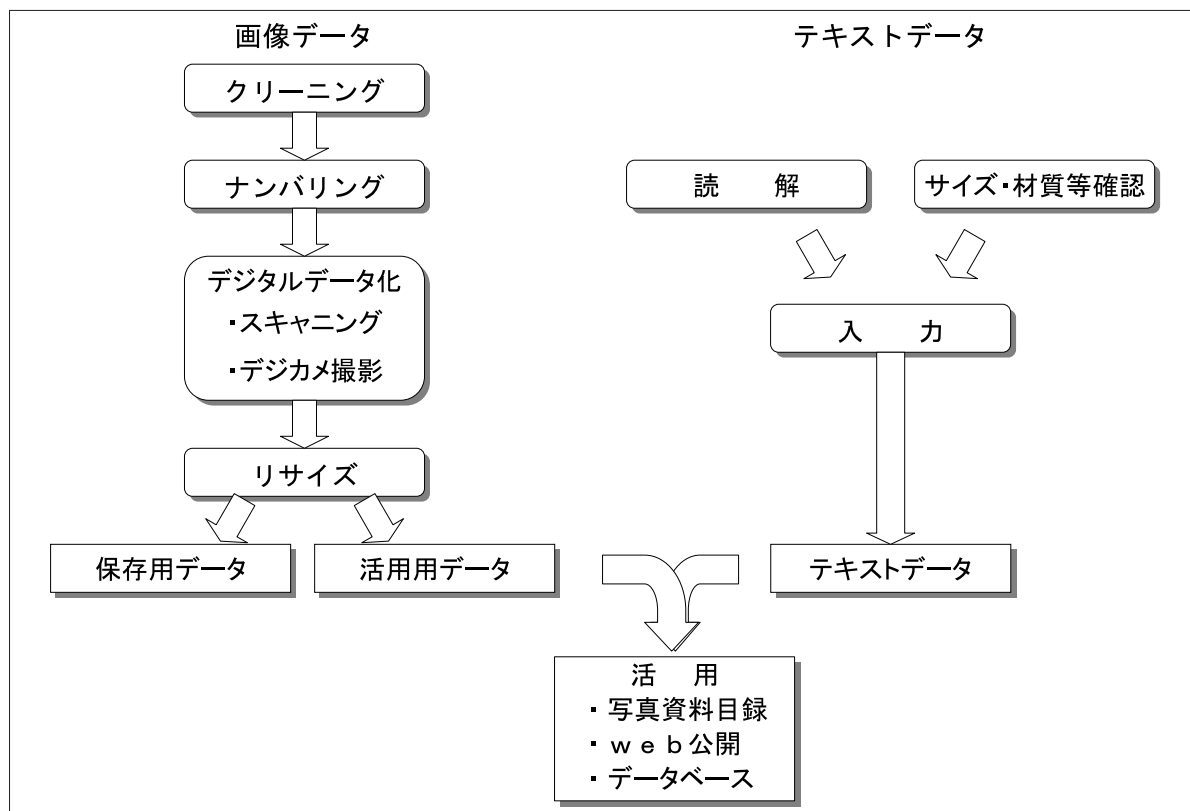 画像データ
クリーニング
ナンバリング
デジタルデータ化
・スキャニング
・デジカメ撮影
リサイズ
保存用データ
活用用データ
テキストデータ
読 解
サイズ・材質等確認
入 力
テキストデータ
活 用
・写真資料目録
・ｗｅｂ公開
・データベース